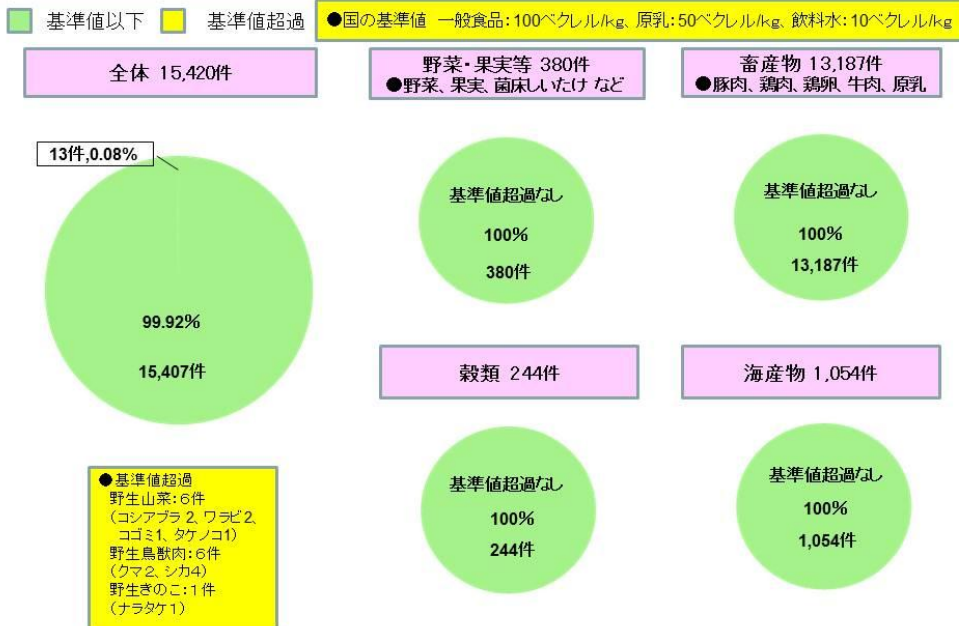 基準値以下 基準値超過
●国の基準値 一般食品:100ベクレル/kg、原乳:50ベクレル/kg、飲料水:10ベクレル/kg
全体 15,420件
13件,0.08%
99.92%
15,407件
●基準値超過
野生山菜:6件
(コシアブラ 2、ワラビ2、
コゴミ1、タケノコ1)
野生鳥獣肉:6件
(クマ2、シカ4)
野生きのこ:1件
(ナラタケ1)
野菜・果実等 380件
●野菜、果実、菌床しいたけ など
基準値超過なし
100%
380件
畜産物 13,187件
●豚肉、鶏肉、鶏卵、牛肉、原乳
基準値超過なし
100%
13,187件
穀類 244件
基準値超過なし
100%
244件
海産物 1,054件
基準値超過なし
100%
1,054件